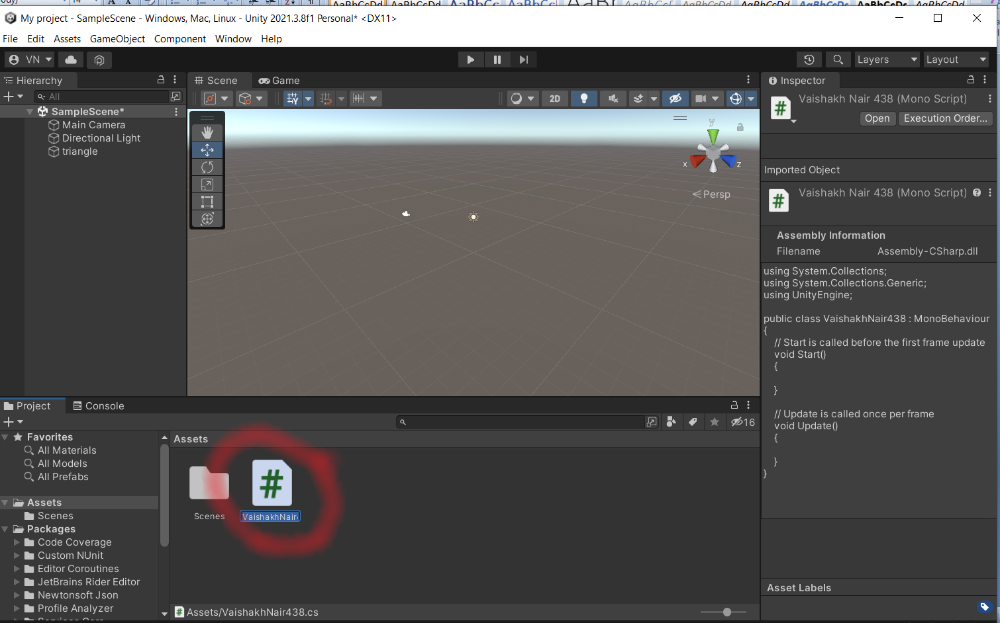 My project - SampleScene - Windows, Mac, Linux - Unity 2021.3.8f1 Personal* <DX11>
File Edit Assets GameObject Component Window Help
VN Layers Layout
Hierarchy
All
SampleScene*
Main Camera
Directional Light
triangle
Scene Game
2D
y
x z
Persp
Inspector
Vaishakh Nair 438 (Mono Script)
Open Execution Order...
Imported Object
Vaishakh Nair 438 (Mono Script)
Assembly Information
Filename Assembly-CSharp.dll
using System.Collections;
using System.Collections.Generic;
using UnityEngine;
public class VaishakhNair438 : MonoBehaviour
{
// Start is called before the first frame update
void Start()
{
}
// Update is called once per frame
void Update()
{
}
}
Asset Labels
Project Console
16
Favorites
All Materials
All Models
All Prefabs
Assets
Scenes
Packages
Code Coverage
Custom NUnit
Editor Coroutines
JetBrains Rider Editor
Newtonsoft Json
Profile Analyzer
Assets
Scenes VaishakhNair
Assets/VaishakhNair438.cs